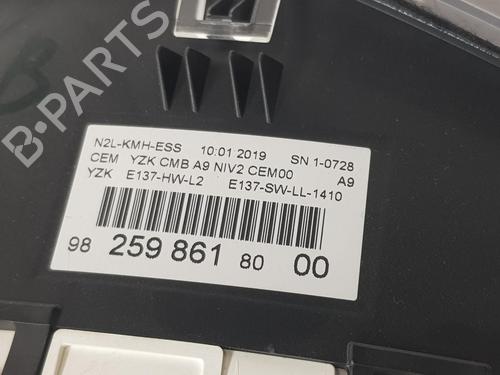 N2L-KMH-ESS 10:01 2019 SN 1-0728
CEM YZK CMB A9 NIV2 CEM00 A9
YZK E137-HW-L2 E137-SW-LL-1410
98 259 861 80 00
B-PARTS